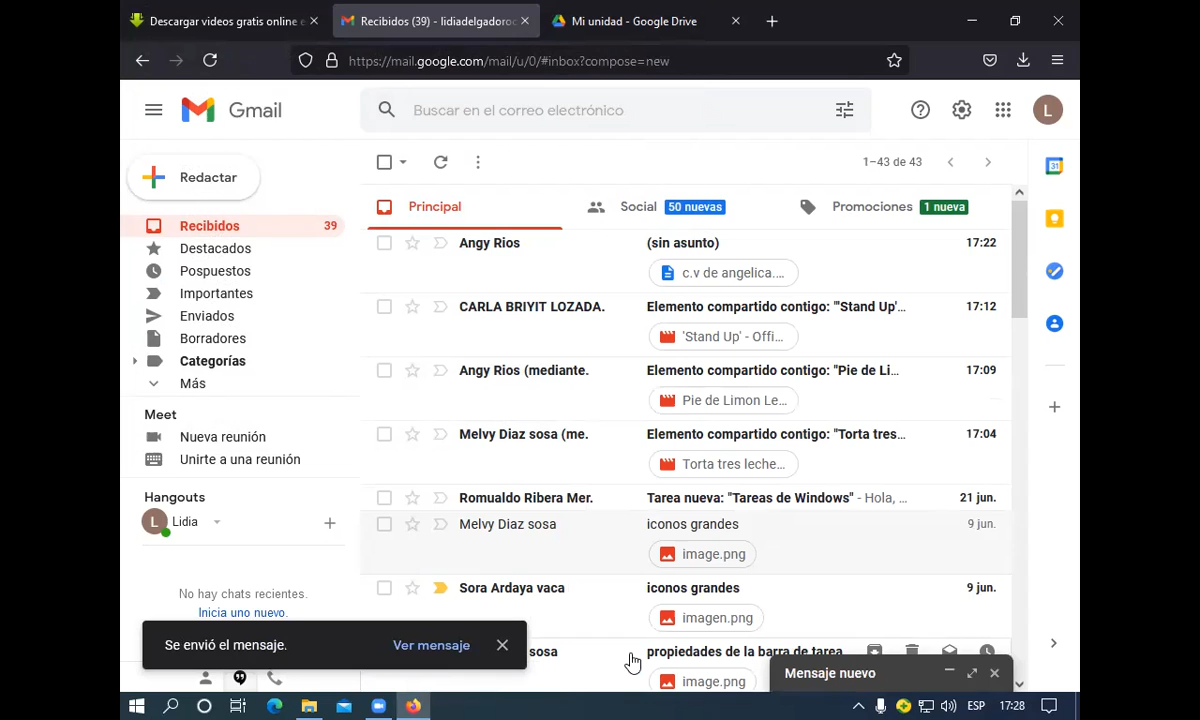 Descargar videos gratis online e
Recibidos (39) - lidiadelgadoroc
Mi unidad - Google Drive
https://mail.google.com/mail/u/0/#inbox?compose=new
Gmail
Buscar en el correo electrónico
L
Redactar
1–43 de 43
Recibidos 39
Destacados
Pospuestos
Importantes
Enviados
Borradores
Categorías
Más
Meet
Nueva reunión
Unirte a una reunión
Hangouts
L Lidia
No hay chats recientes.
Inicia uno nuevo.
Principal
Social 50 nuevas
Promociones 1 nueva
Angy Rios (sin asunto) 17:22
c.v de angelica....
CARLA BRIYIT LOZADA. Elemento compartido contigo: "'Stand Up'... 17:12
'Stand Up' - Offi...
Angy Rios (mediante. Elemento compartido contigo: "Pie de Li... 17:09
Pie de Limon Le...
Melvy Diaz sosa (me. Elemento compartido contigo: "Torta tres... 17:04
Torta tres leche...
Romualdo Ribera Mer. Tarea nueva: "Tareas de Windows" - Hola, ... 21 jun.
Melvy Diaz sosa iconos grandes 9 jun.
image.png
Sora Ardaya vaca iconos grandes 9 jun.
imagen.png
sosa propiedades de la barra de tarea
image.png
31
Se envió el mensaje. Ver mensaje
Mensaje nuevo
ESP 17:28